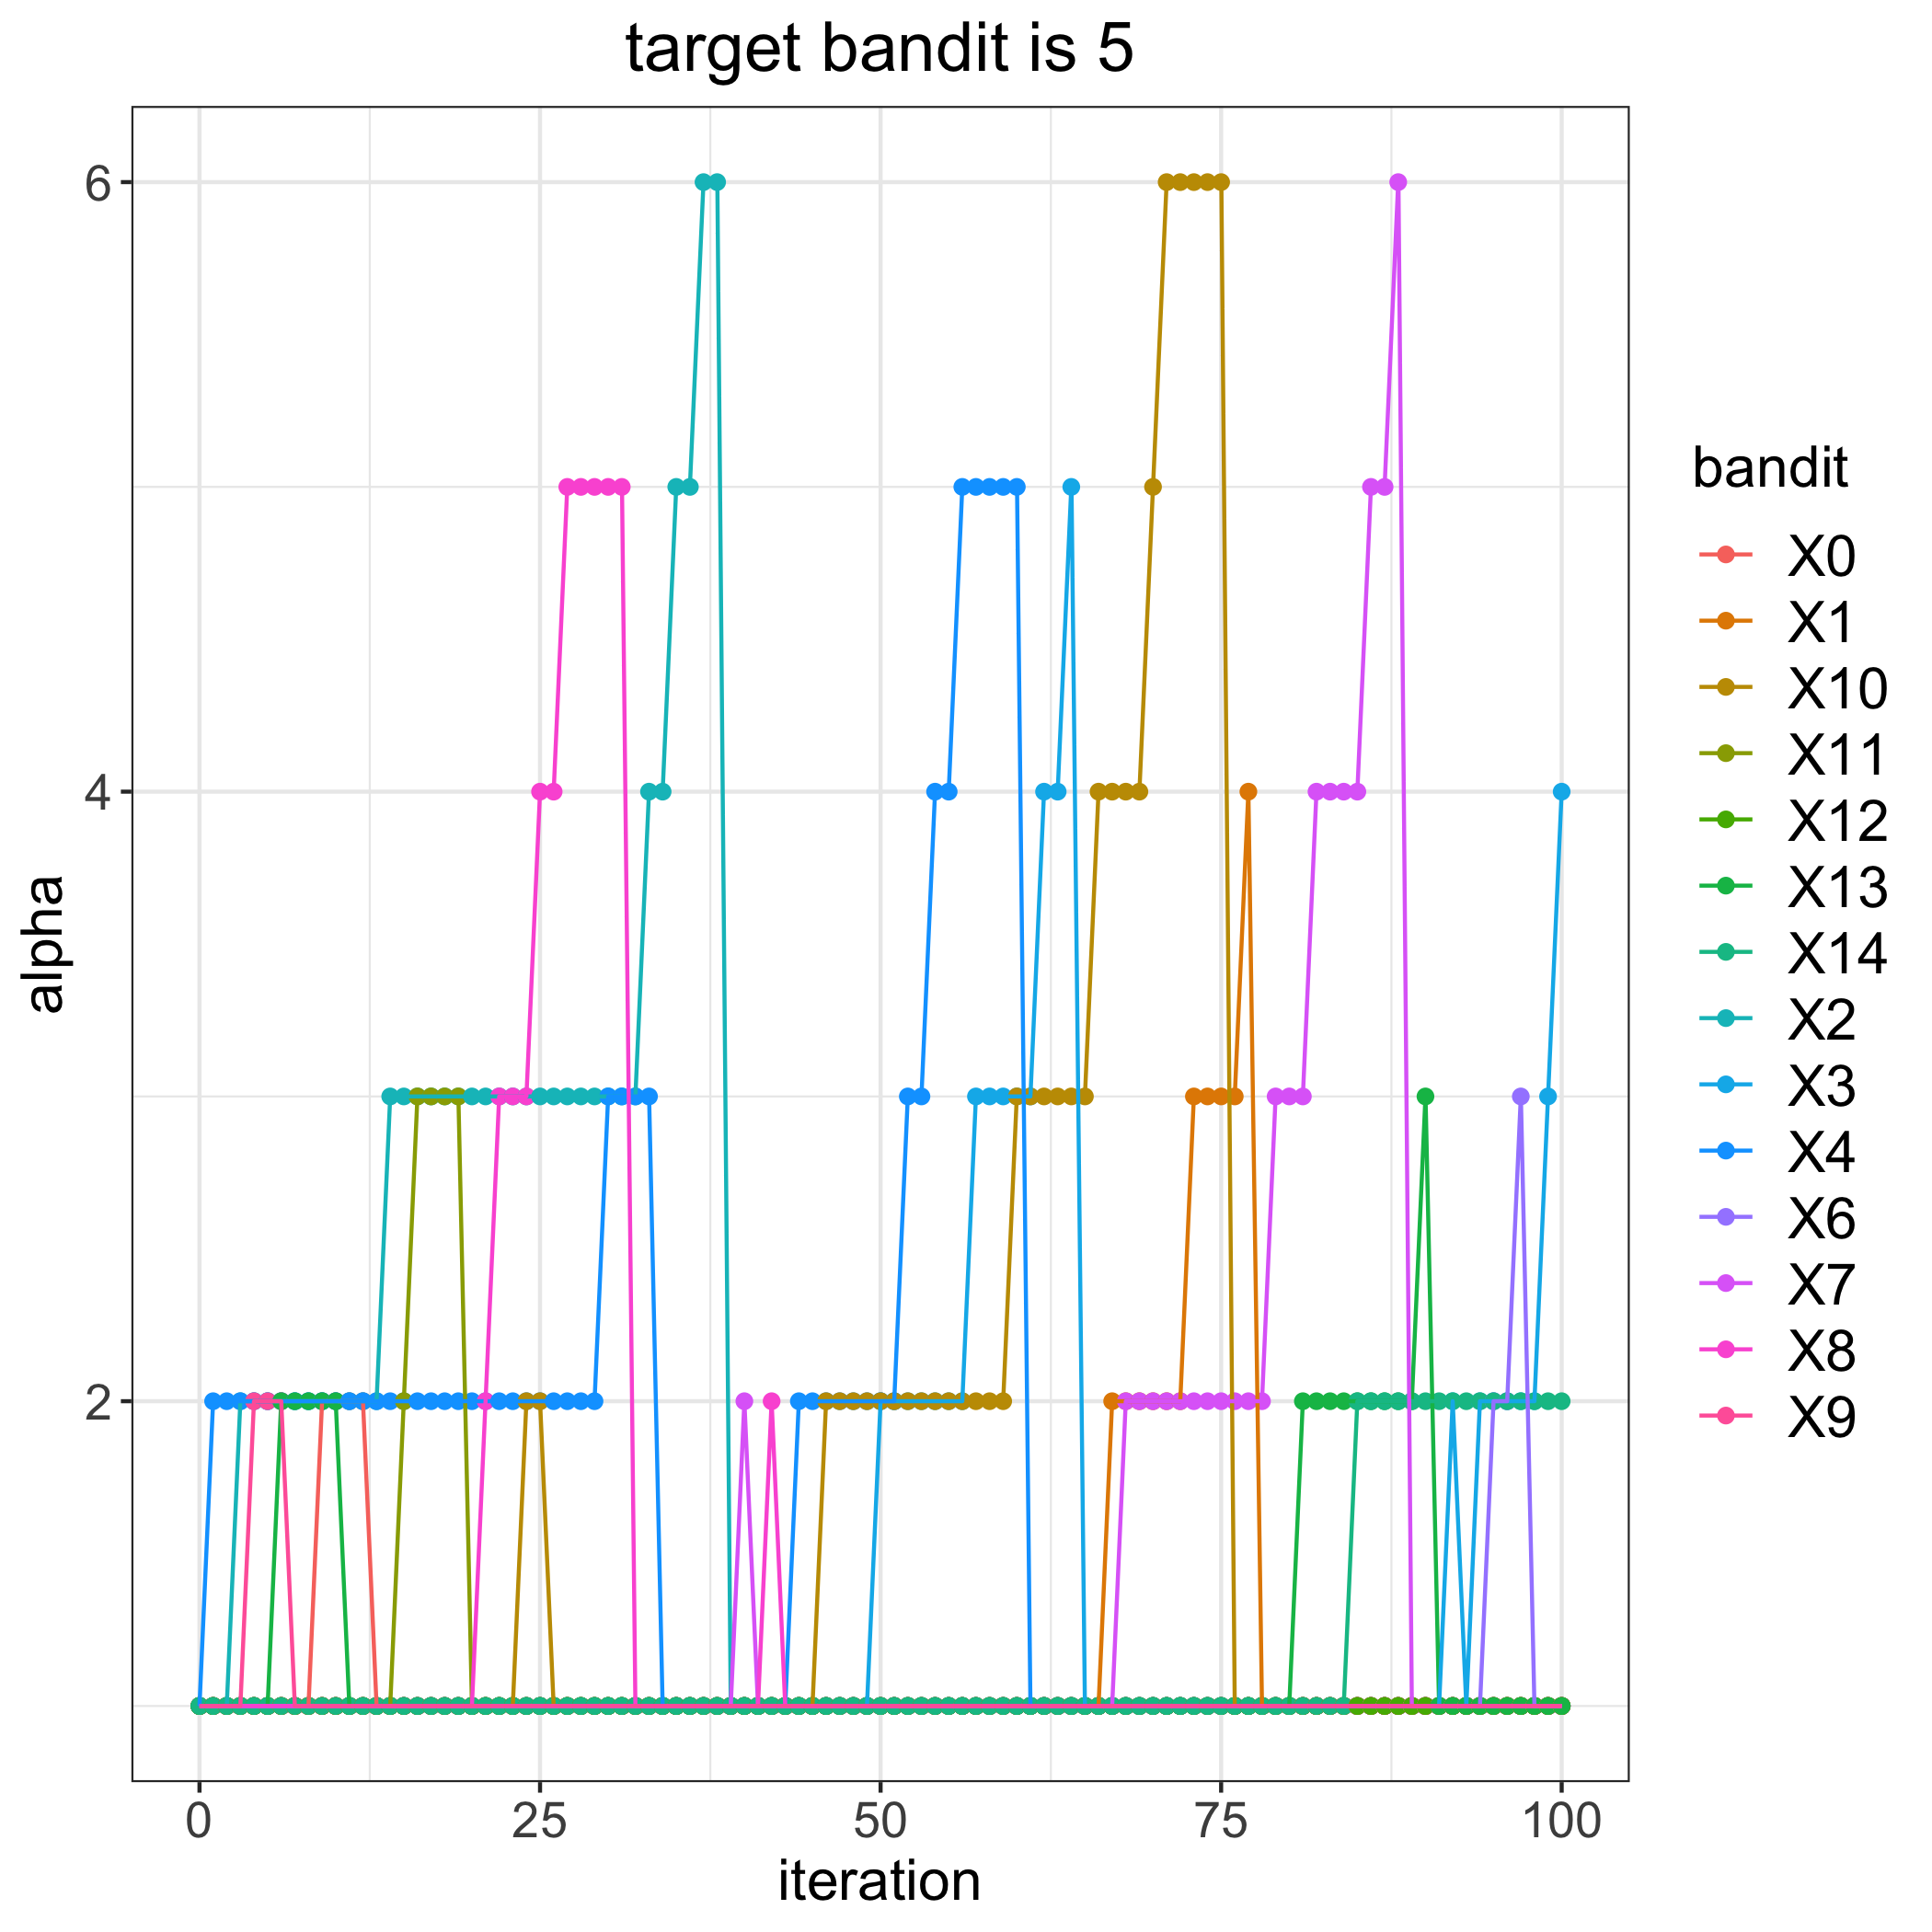 target bandit is 5
6
4
2
alpha
0 25 50 75 100
iteration
bandit
X0
X1
X10
X11
X12
X13
X14
X2
X3
X4
X6
X7
X8
X9